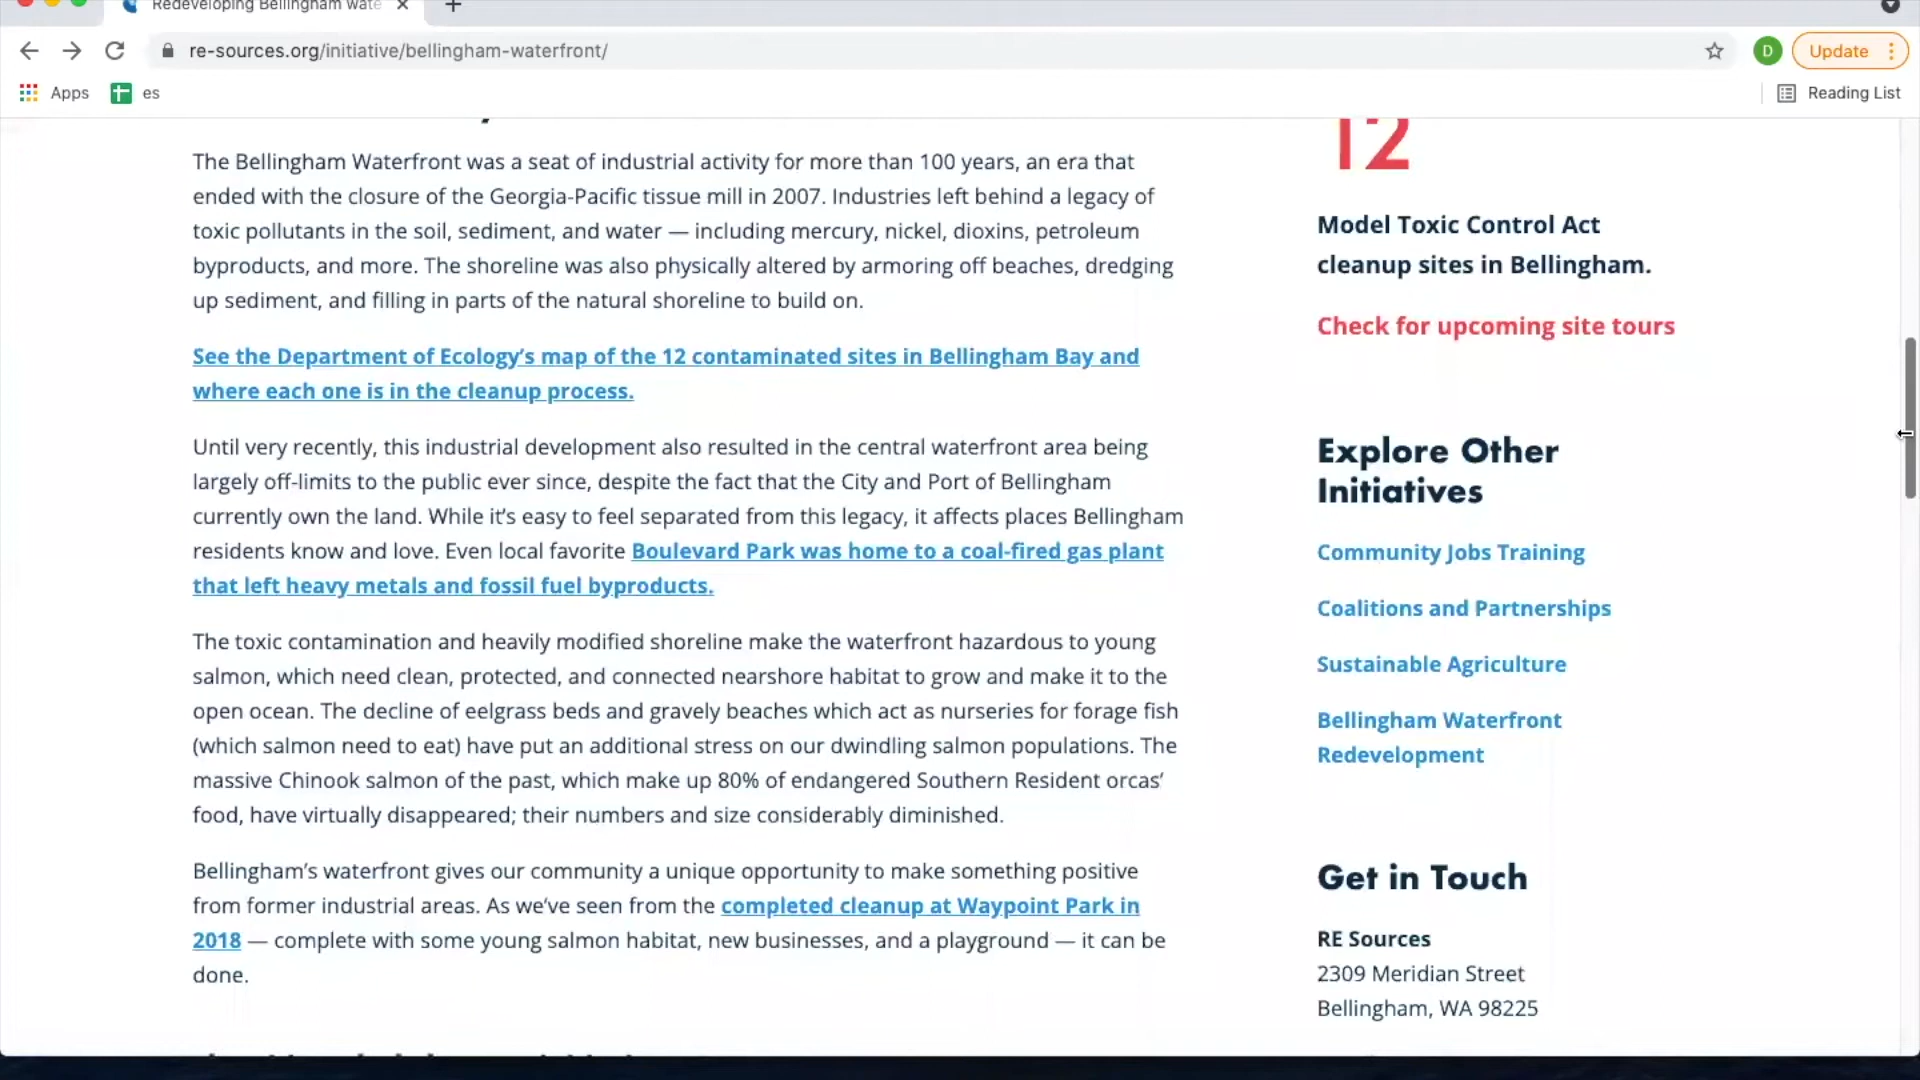 Redeveloping Bellingham wate
re-sources.org/initiative/bellingham-waterfront/
D
Update
Apps
es
Reading List
The Bellingham Waterfront was a seat of industrial activity for more than 100 years, an era that
ended with the closure of the Georgia-Pacific tissue mill in 2007. Industries left behind a legacy of
toxic pollutants in the soil, sediment, and water — including mercury, nickel, dioxins, petroleum
byproducts, and more. The shoreline was also physically altered by armoring off beaches, dredging
up sediment, and filling in parts of the natural shoreline to build on.
See the Department of Ecology’s map of the 12 contaminated sites in Bellingham Bay and
where each one is in the cleanup process.
Until very recently, this industrial development also resulted in the central waterfront area being
largely off-limits to the public ever since, despite the fact that the City and Port of Bellingham
currently own the land. While it’s easy to feel separated from this legacy, it affects places Bellingham
residents know and love. Even local favorite Boulevard Park was home to a coal-fired gas plant
that left heavy metals and fossil fuel byproducts.
The toxic contamination and heavily modified shoreline make the waterfront hazardous to young
salmon, which need clean, protected, and connected nearshore habitat to grow and make it to the
open ocean. The decline of eelgrass beds and gravely beaches which act as nurseries for forage fish
(which salmon need to eat) have put an additional stress on our dwindling salmon populations. The
massive Chinook salmon of the past, which make up 80% of endangered Southern Resident orcas’
food, have virtually disappeared; their numbers and size considerably diminished.
Bellingham’s waterfront gives our community a unique opportunity to make something positive
from former industrial areas. As we’ve seen from the completed cleanup at Waypoint Park in
2018 — complete with some young salmon habitat, new businesses, and a playground — it can be
done.
12
Model Toxic Control Act
cleanup sites in Bellingham.
Check for upcoming site tours
Explore Other
Initiatives
Community Jobs Training
Coalitions and Partnerships
Sustainable Agriculture
Bellingham Waterfront
Redevelopment
Get in Touch
RE Sources
2309 Meridian Street
Bellingham, WA 98225